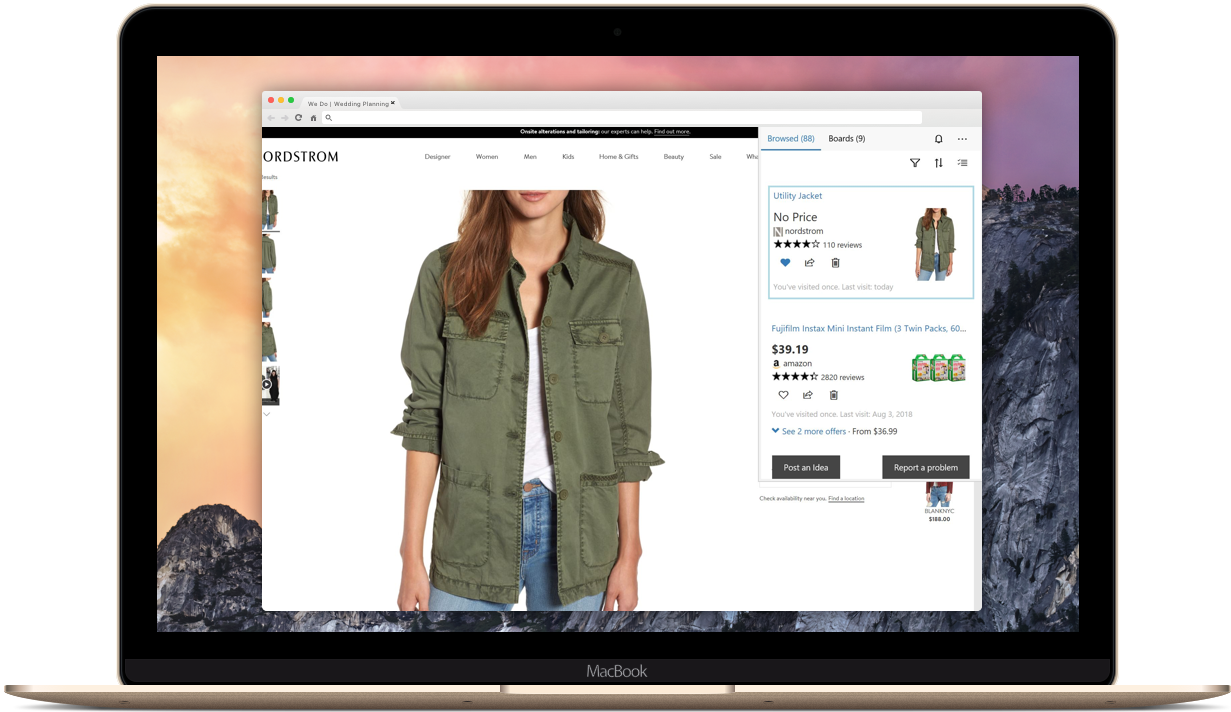 We Do | Wedding Planning
Onsite alterations and tailoring: our experts can help. Find out more.
ORDSTROM
Designer Women Men Kids Home & Gifts Beauty Sale Wha
esults
Browsed (88) Boards (9)
Utility Jacket
No Price
nordstrom
110 reviews
You've visited once. Last visit: today
Fujifilm Instax Mini Instant Film (3 Twin Packs, 60...
$39.19
a amazon
2820 reviews
You've visited once. Last visit: Aug 3, 2018
See 2 more offers - From $36.99
Post an Idea Report a problem
Check availability near you. Find a location
BLANKNYC
$188.00
MacBook